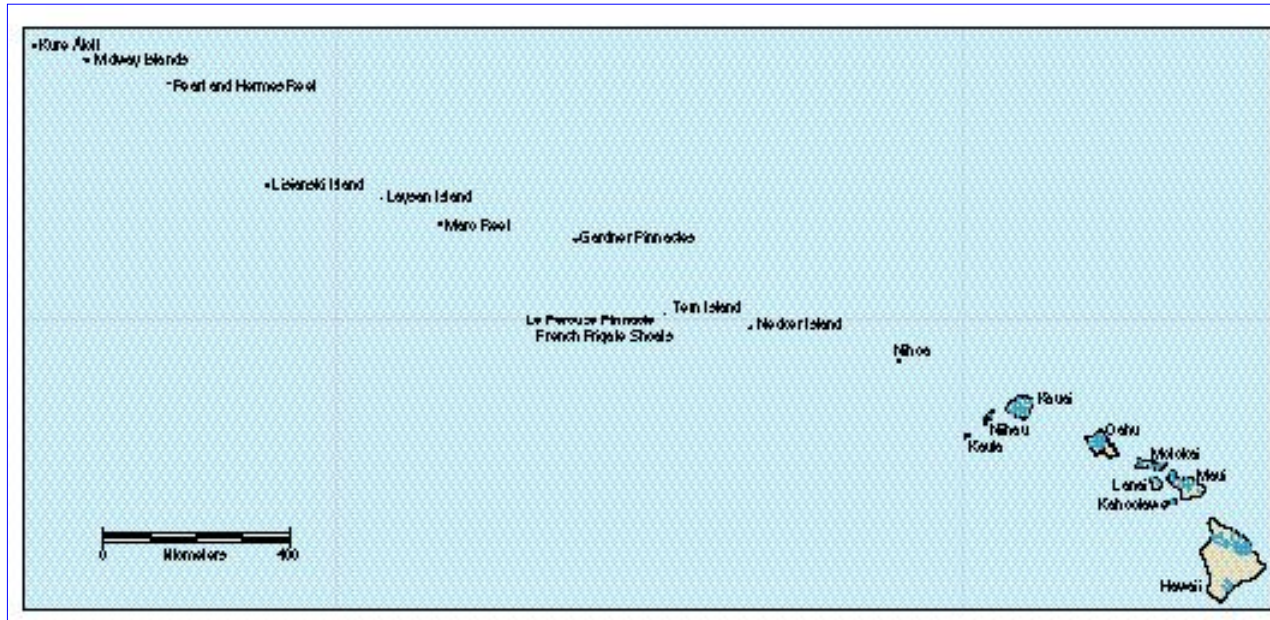 Kure Atoll
Midway Islands
Pearl and Hermes Reef
Lisianski Island
Laysan Island
Maro Reef
Gardner Pinnacles
Tern Island
La Perouse Pinnacle
Necker Island
French Frigate Shoals
Nihoa
Kauai
Niihau
Oahu
Kaula
Molokai
Lanai
Maui
Kahoolawe
0 Kilometers 400
Hawaii